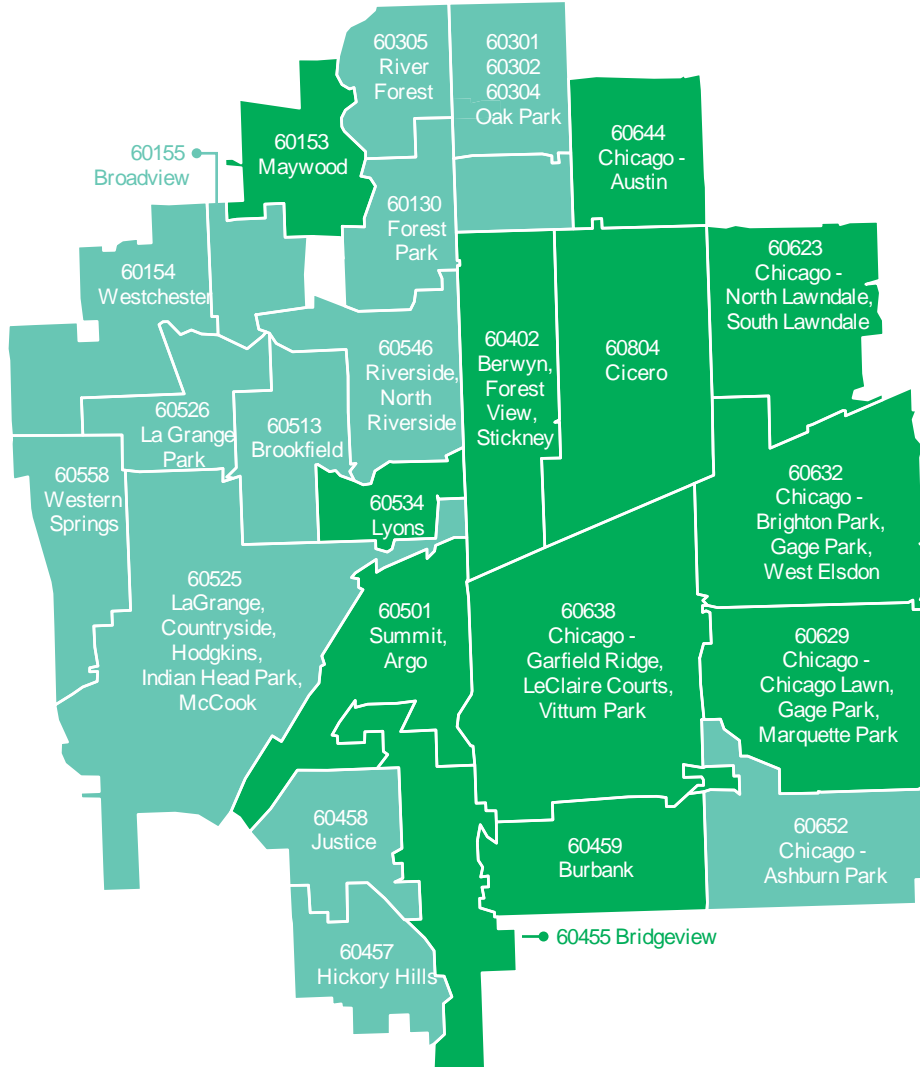 60305
River
Forest
60301
60302
60304
Oak Park
60153
Maywood
60644
Chicago -
Austin
60155
Broadview
60130
Forest
Park
60154
Westchester
60623
Chicago -
North Lawndale,
South Lawndale
60546
Riverside,
North
Riverside
60402
Berwyn,
Forest
View,
Stickney
60804
Cicero
60526
La Grange
Park
60513
Brookfield
60558
Western
Springs
60534
Lyons
60632
Chicago -
Brighton Park,
Gage Park,
West Elsdon
60525
LaGrange,
Countryside,
Hodgkins,
Indian Head Park,
McCook
60501
Summit,
Argo
60638
Chicago -
Garfield Ridge,
LeClaire Courts,
Vittum Park
60629
Chicago -
Chicago Lawn,
Gage Park,
Marquette Park
60458
Justice
60459
Burbank
60652
Chicago -
Ashburn Park
60455 Bridgeview
60457
Hickory Hills